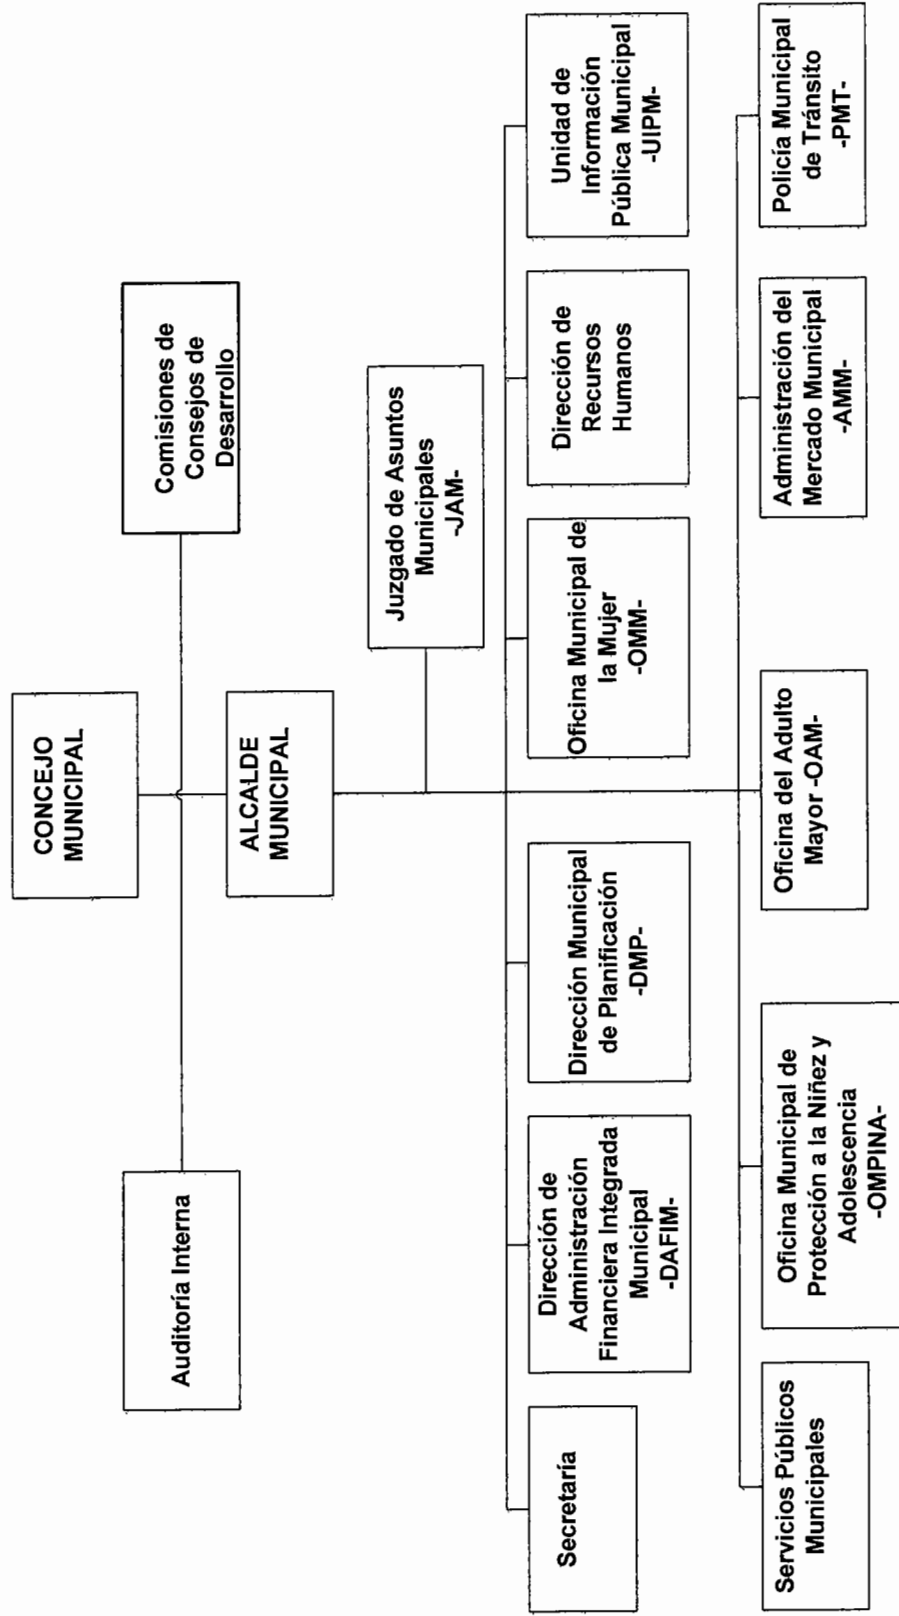 CONCEJO
MUNICIPAL
Auditoría Interna
Comisiones de
Consejos de
Desarrollo
ALCALDE
MUNICIPAL
Juzgado de Asuntos
Municipales
-JAM-
Secretaría
Dirección de
Administración
Financiera Integrada
Municipal
-DAFIM-
Dirección Municipal
de Planificación
-DMP-
Oficina Municipal de
la Mujer
-OMM-
Dirección de
Recursos
Humanos
Unidad de
Información
Pública Municipal
-UIPM-
Servicios Públicos
Municipales
Oficina Municipal de
Protección a la Niñez y
Adolescencia
-OMPINA-
Oficina del Adulto
Mayor -OAM-
Administración del
Mercado Municipal
-AMM-
Policía Municipal
de Tránsito
-PMT-